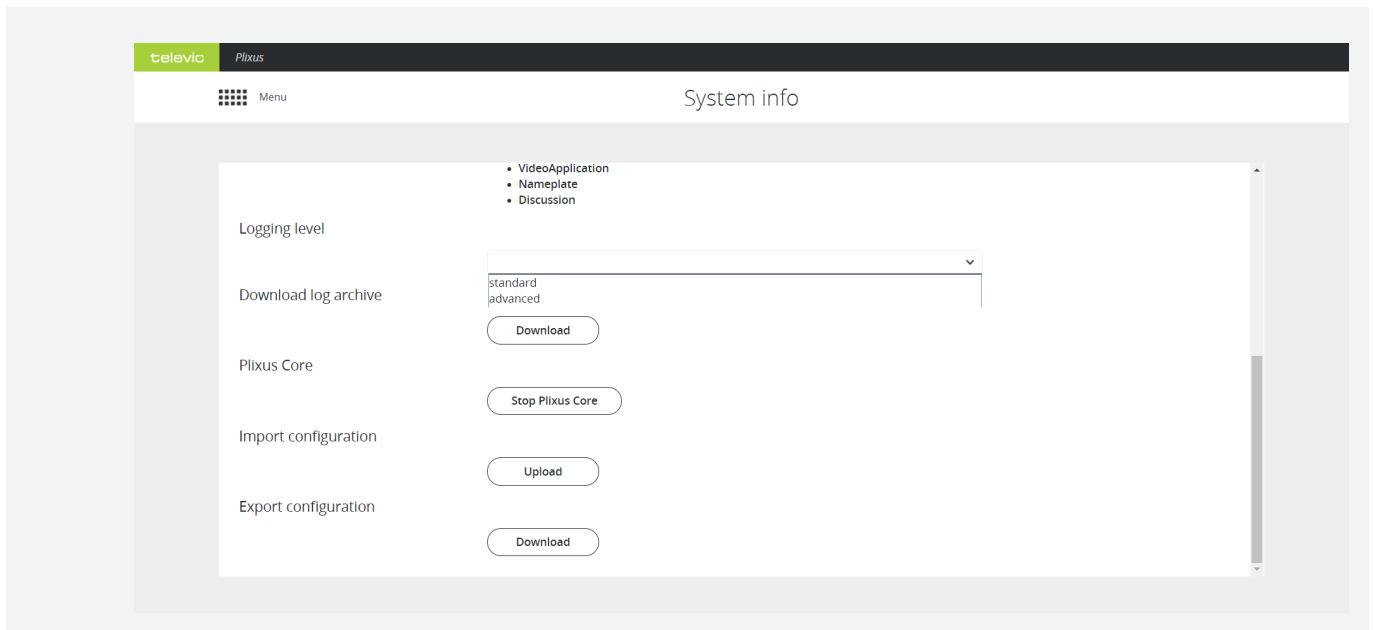 televic Plixus
Menu
System info
VideoApplication
Nameplate
Discussion
Logging level
standard
advanced
Download log archive
Download
Plixus Core
Stop Plixus Core
Import configuration
Upload
Export configuration
Download